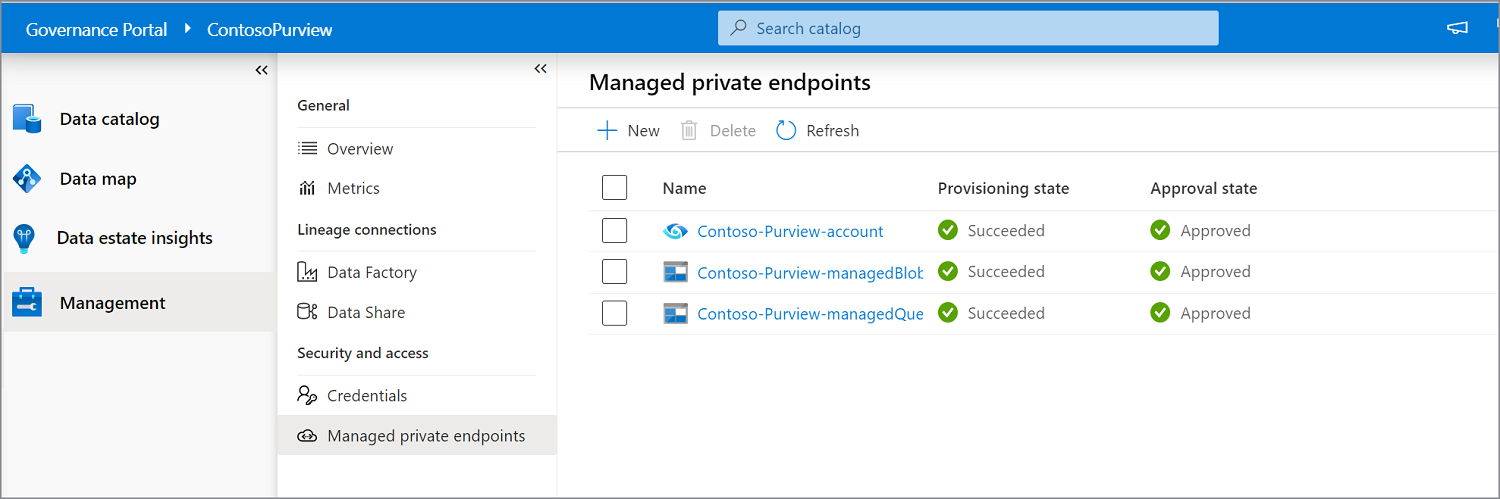 Governance Portal ContosoPurview
Search catalog
Data catalog
Data map
Data estate insights
Management
General
Overview
Metrics
Lineage connections
Data Factory
Data Share
Security and access
Credentials
Managed private endpoints
Managed private endpoints
New Delete Refresh
Name Provisioning state Approval state
Contoso-Purview-account Succeeded Approved
Contoso-Purview-managedBlob Succeeded Approved
Contoso-Purview-managedQue Succeeded Approved